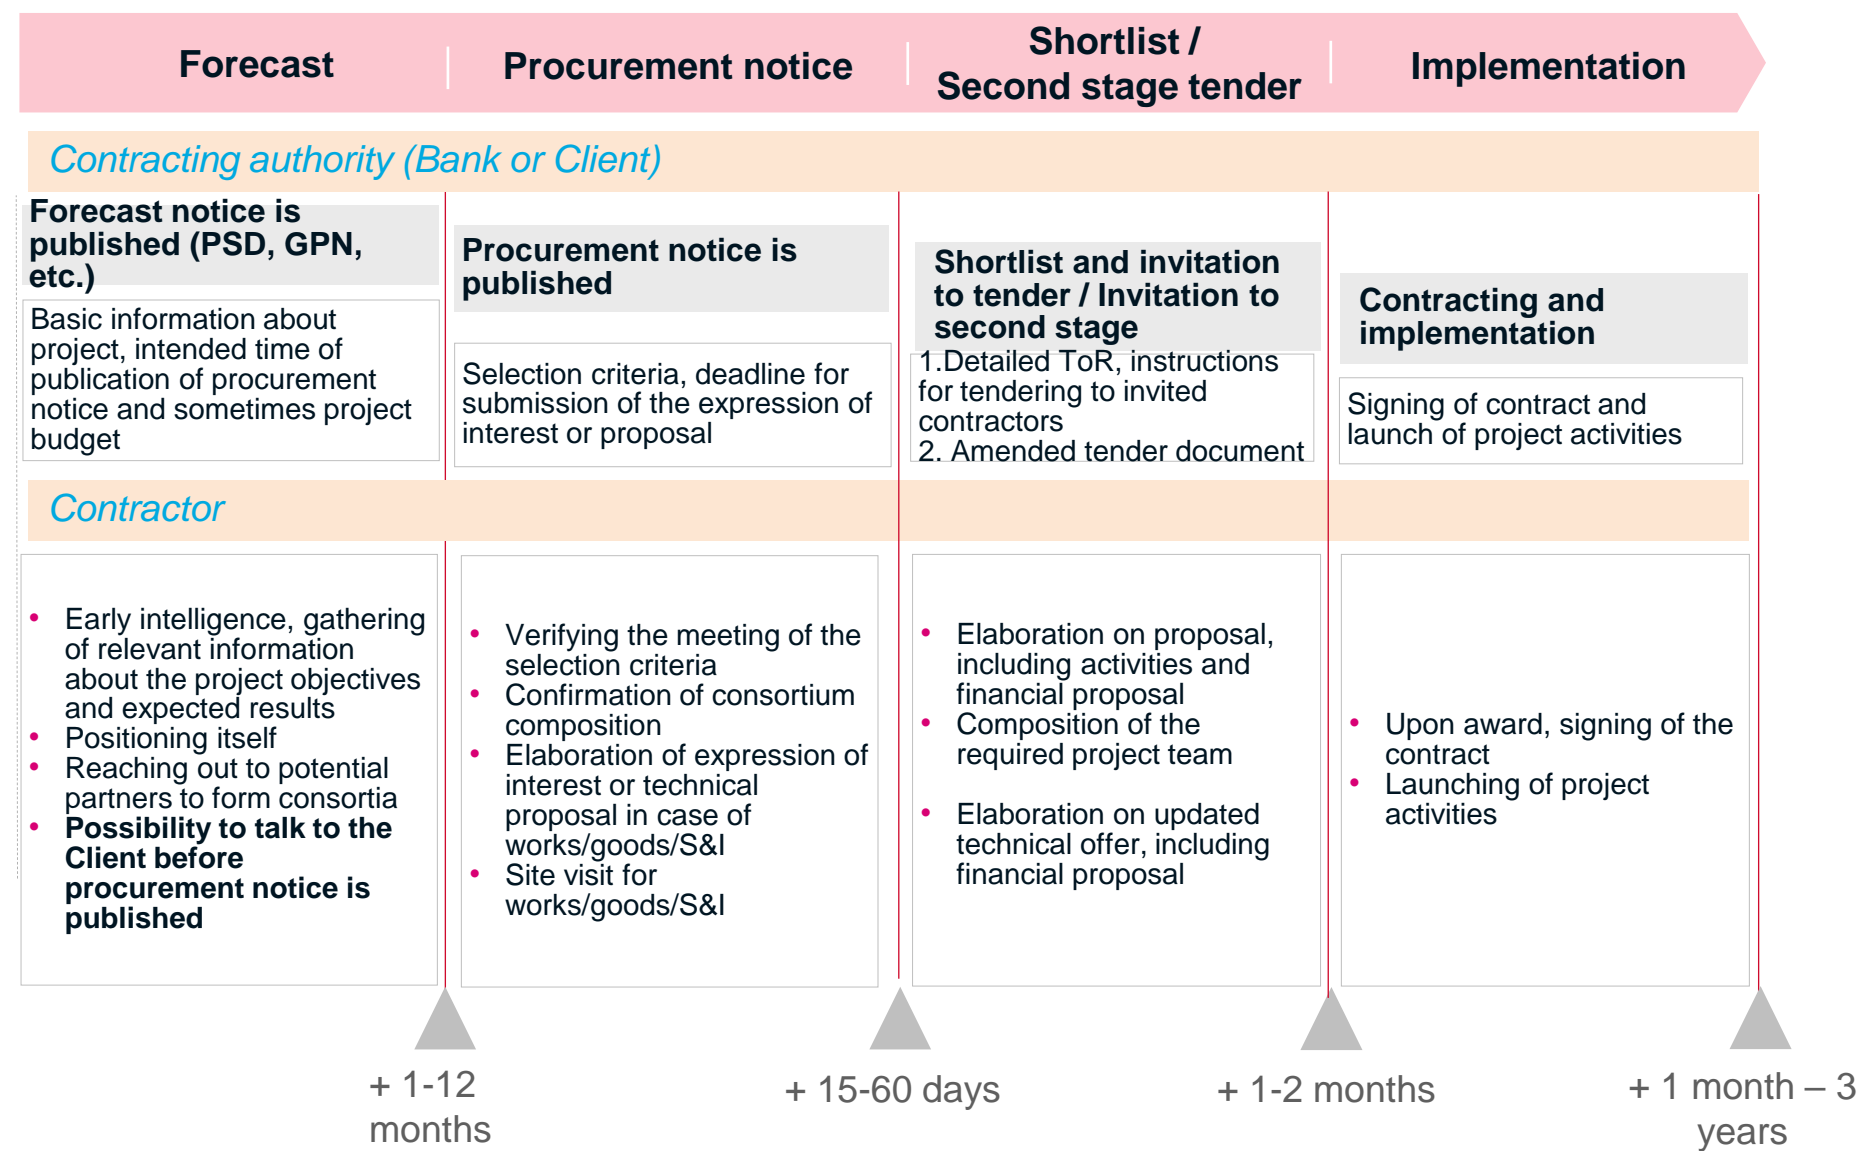 Forecast
Procurement notice
Shortlist /
Second stage tender
Implementation
Contracting authority (Bank or Client)
Forecast notice is
published (PSD, GPN,
etc.)
Basic information about
project, intended time of
publication of procurement
notice and sometimes project
budget
Procurement notice is
published
Selection criteria, deadline for
submission of the expression of
interest or proposal
Shortlist and invitation
to tender / Invitation to
second stage
1.Detailed ToR, instructions
for tendering to invited
contractors
2. Amended tender document
Contracting and
implementation
Signing of contract and
launch of project activities
Contractor
• Early intelligence, gathering
of relevant information
about the project objectives
and expected results
• Positioning itself
• Reaching out to potential
partners to form consortia
• Possibility to talk to the
Client before
procurement notice is
published
• Verifying the meeting of the
selection criteria
• Confirmation of consortium
composition
• Elaboration of expression of
interest or technical
proposal in case of
works/goods/S&I
• Site visit for
works/goods/S&I
• Elaboration on proposal,
including activities and
financial proposal
• Composition of the
required project team
• Elaboration on updated
technical offer, including
financial proposal
• Upon award, signing of the
contract
• Launching of project
activities
+ 1-12
months
+ 15-60 days
+ 1-2 months
+ 1 month – 3
years